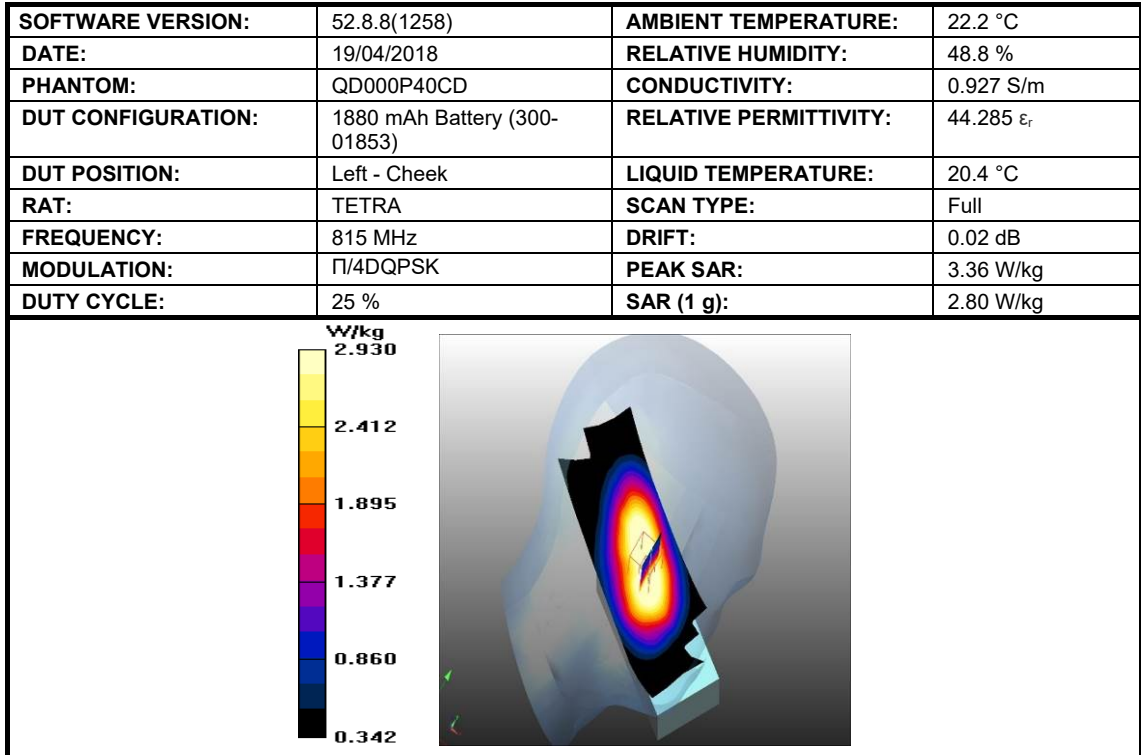 SOFTWARE VERSION: 52.8.8(1258) AMBIENT TEMPERATURE: 22.2 °C
DATE: 19/04/2018 RELATIVE HUMIDITY: 48.8 %
PHANTOM: QD000P40CD CONDUCTIVITY: 0.927 S/m
DUT CONFIGURATION: 1880 mAh Battery (300- RELATIVE PERMITTIVITY: 44.285 εr
01853)
DUT POSITION: Left - Cheek LIQUID TEMPERATURE: 20.4 °C
RAT: TETRA SCAN TYPE: Full
FREQUENCY: 815 MHz DRIFT: 0.02 dB
MODULATION: Π/4DQPSK PEAK SAR: 3.36 W/kg
DUTY CYCLE: 25 % SAR (1 g): 2.80 W/kg
W/kg
2.930
2.412
1.895
1.377
0.860
0.342